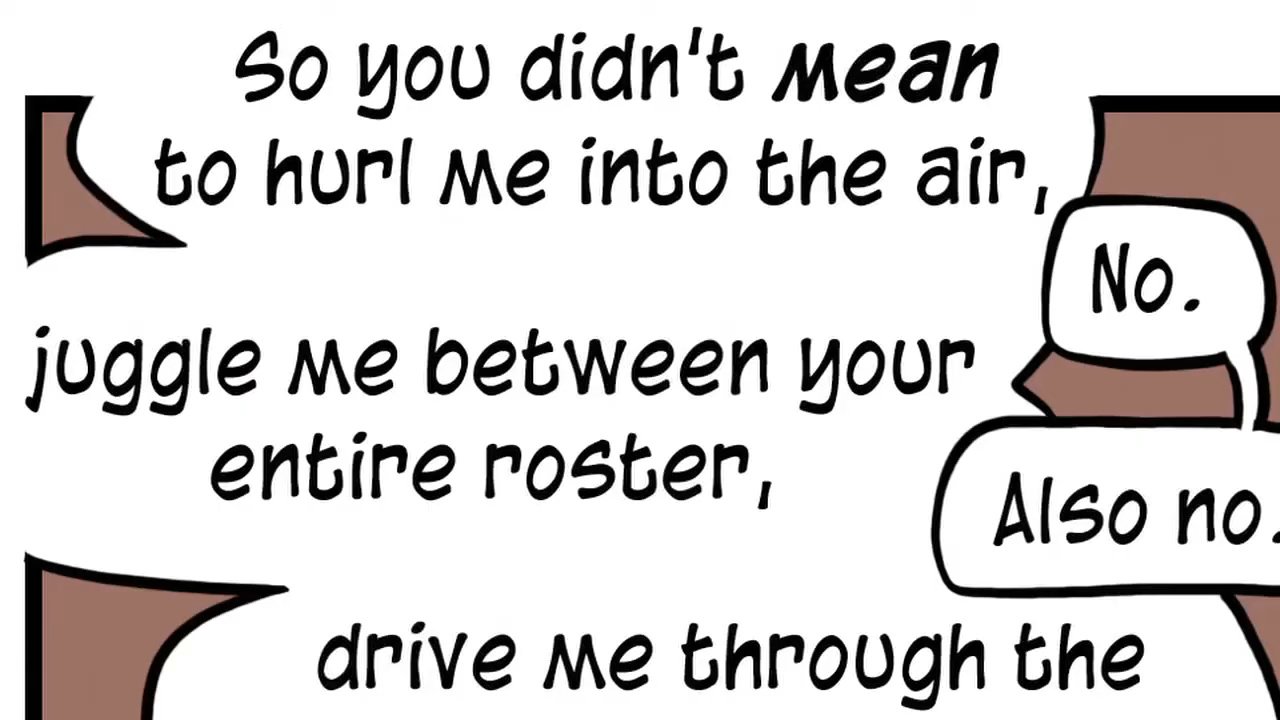 So you didn't mean
to hurl me into the air,
No.
juggle me between your
entire roster,
Also no.
drive me through the